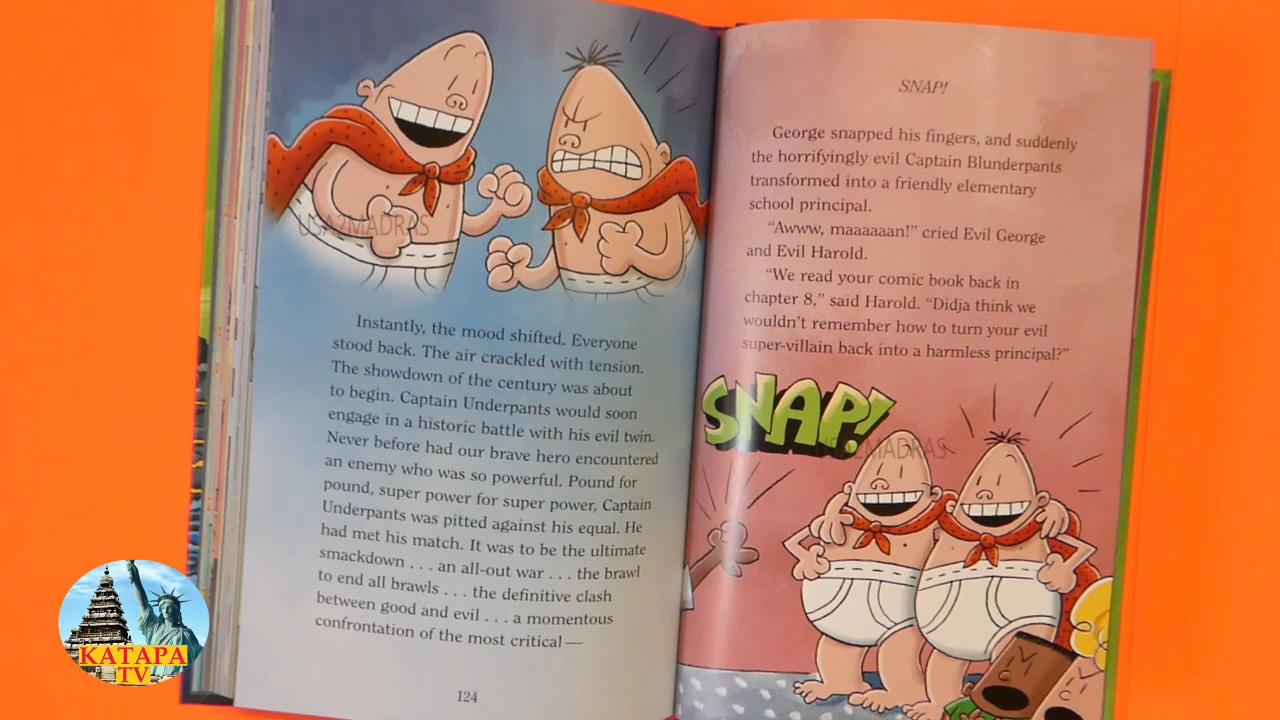 USA2MADRAS
Instantly, the mood shifted. Everyone
stood back. The air crackled with tension.
The showdown of the century was about
to begin. Captain Underpants would soon
engage in a historic battle with his evil twin.
Never before had our brave hero encountered
an enemy who was so powerful. Pound for
pound, super power for super power, Captain
Underpants was pitted against his equal. He
had met his match. It was to be the ultimate
smackdown . . . an all-out war . . . the brawl
to end all brawls . . . the definitive clash
between good and evil . . . a momentous
confrontation of the most critical —
124
SNAP!
George snapped his fingers, and suddenly
the horrifyingly evil Captain Blunderpants
transformed into a friendly elementary
school principal.
“Awww, maaaaaan!” cried Evil George
and Evil Harold.
“We read your comic book back in
chapter 8,” said Harold. “Didja think we
wouldn’t remember how to turn your evil
super-villain back into a harmless principal?”
SNAP!
USA2MADRAS
KATAPA
TV